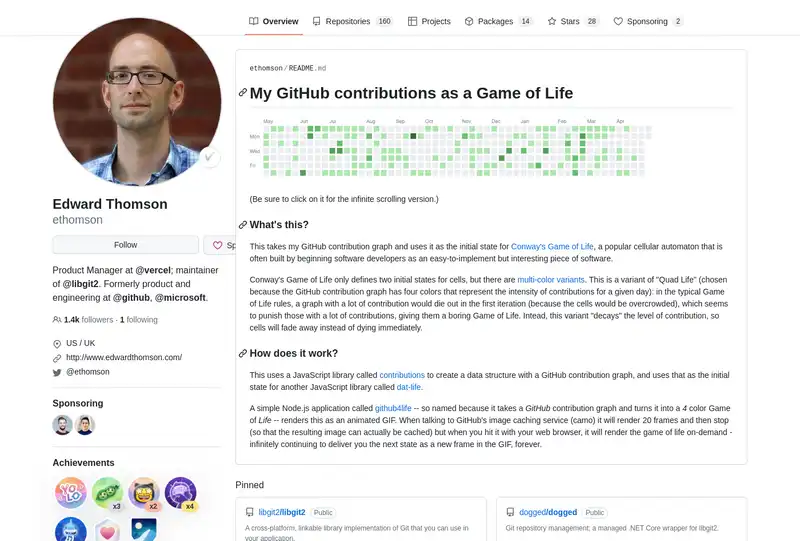 Overview
Repositories 160
Projects
Packages 14
Stars 28
Sponsoring 2
Edward Thomson
ethomson
Follow
Sp
Product Manager at @vercel; maintainer
of @libgit2. Formerly product and
engineering at @github, @microsoft.
1.4k followers · 1 following
US / UK
http://www.edwardthomson.com/
@ethomson
Sponsoring
Achievements
YOLO
x3
x2
x4
ethomson/README.md
My GitHub contributions as a Game of Life
May Jun Jul Aug Sep Oct Nov Dec Jan Feb Mar Apr
Mon
Wed
Fri
(Be sure to click on it for the infinite scrolling version.)
What's this?
This takes my GitHub contribution graph and uses it as the initial state for Conway's Game of Life, a popular cellular automaton that is
often built by beginning software developers as an easy-to-implement but interesting piece of software.
Conway's Game of Life only defines two initial states for cells, but there are multi-color variants. This is a variant of "Quad Life" (chosen
because the GitHub contribution graph has four colors that represent the intensity of contributions for a given day): in the typical Game
of Life rules, a graph with a lot of contribution would die out in the first iteration (because the cells would be overcrowded), which seems
to punish those with a lot of contributions, giving them a boring Game of Life. Intead, this variant "decays" the level of contribution, so
cells will fade away instead of dying immediately.
How does it work?
This uses a JavaScript library called contributions to create a data structure with a GitHub contribution graph, and uses that as the initial
state for another JavaScript library called dat-life.
A simple Node.js application called github4life -- so named because it takes a GitHub contribution graph and turns it into a 4 color Game
of Life -- renders this as an animated GIF. When talking to GitHub's image caching service (camo) it will render 20 frames and then stop
(so that the resulting image can actually be cached) but when you hit it with your web browser, it will render the game of life on-demand -
infinitely continuing to deliver you the next state as a new frame in the GIF, forever.
Pinned
libgit2/libgit2 Public
A cross-platform, linkable library implementation of Git that you can use in
your application.
dogged/dogged Public
Git repository management; a managed .NET Core wrapper for libgit2.